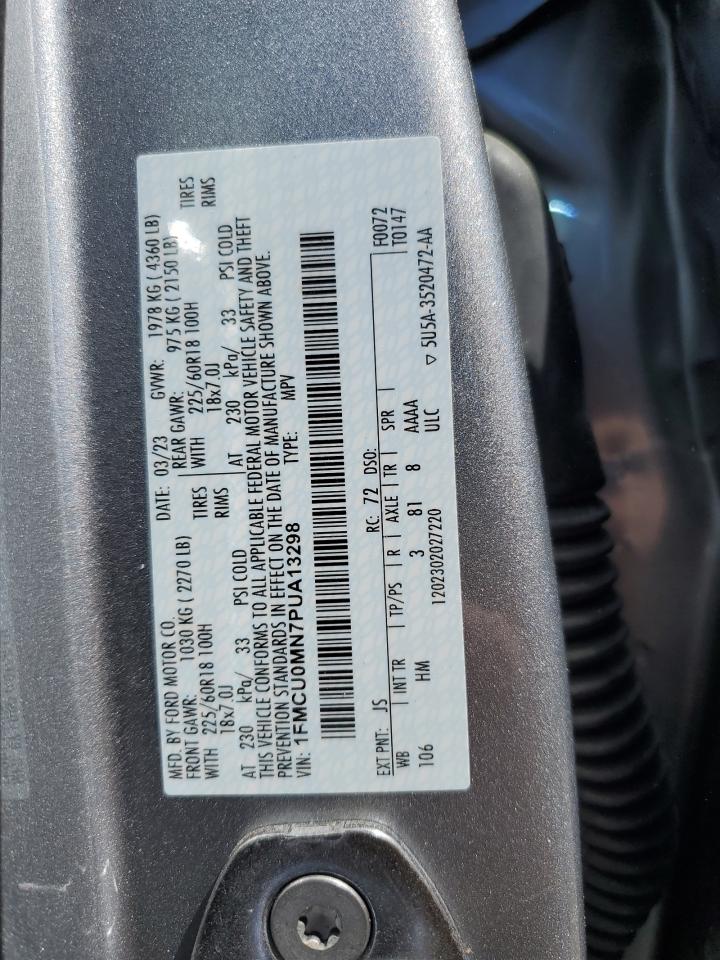 MFD. BY FORD MOTOR CO.
DATE: 03/23 GVWR: 1978 KG ( 4360 LB)
FRONT GAWR: 1030 KG ( 2270 LB) REAR GAWR: 975 KG ( 2150 LB)
WITH 225/60R18 100H TIRES WITH 225/60R18 100H TIRES
18x7.0J RIMS 18x7.0J RIMS
AT 230 kPa/ 33 PSI COLD AT 230 kPa/ 33 PSI COLD
THIS VEHICLE CONFORMS TO ALL APPLICABLE FEDERAL MOTOR VEHICLE SAFETY AND THEFT
PREVENTION STANDARDS IN EFFECT ON THE DATE OF MANUFACTURE SHOWN ABOVE.
VIN: 1FMCU0MN7PUA13298 TYPE: MPV
EXT PNT: JS RC: 72 DSO: F0072
WB INT TR TP/PS R AXLE TR SPR T0147
106 HM 3 81 8 AAAA
ULC
1202302027220 ▽ 5U5A-3520472-AA